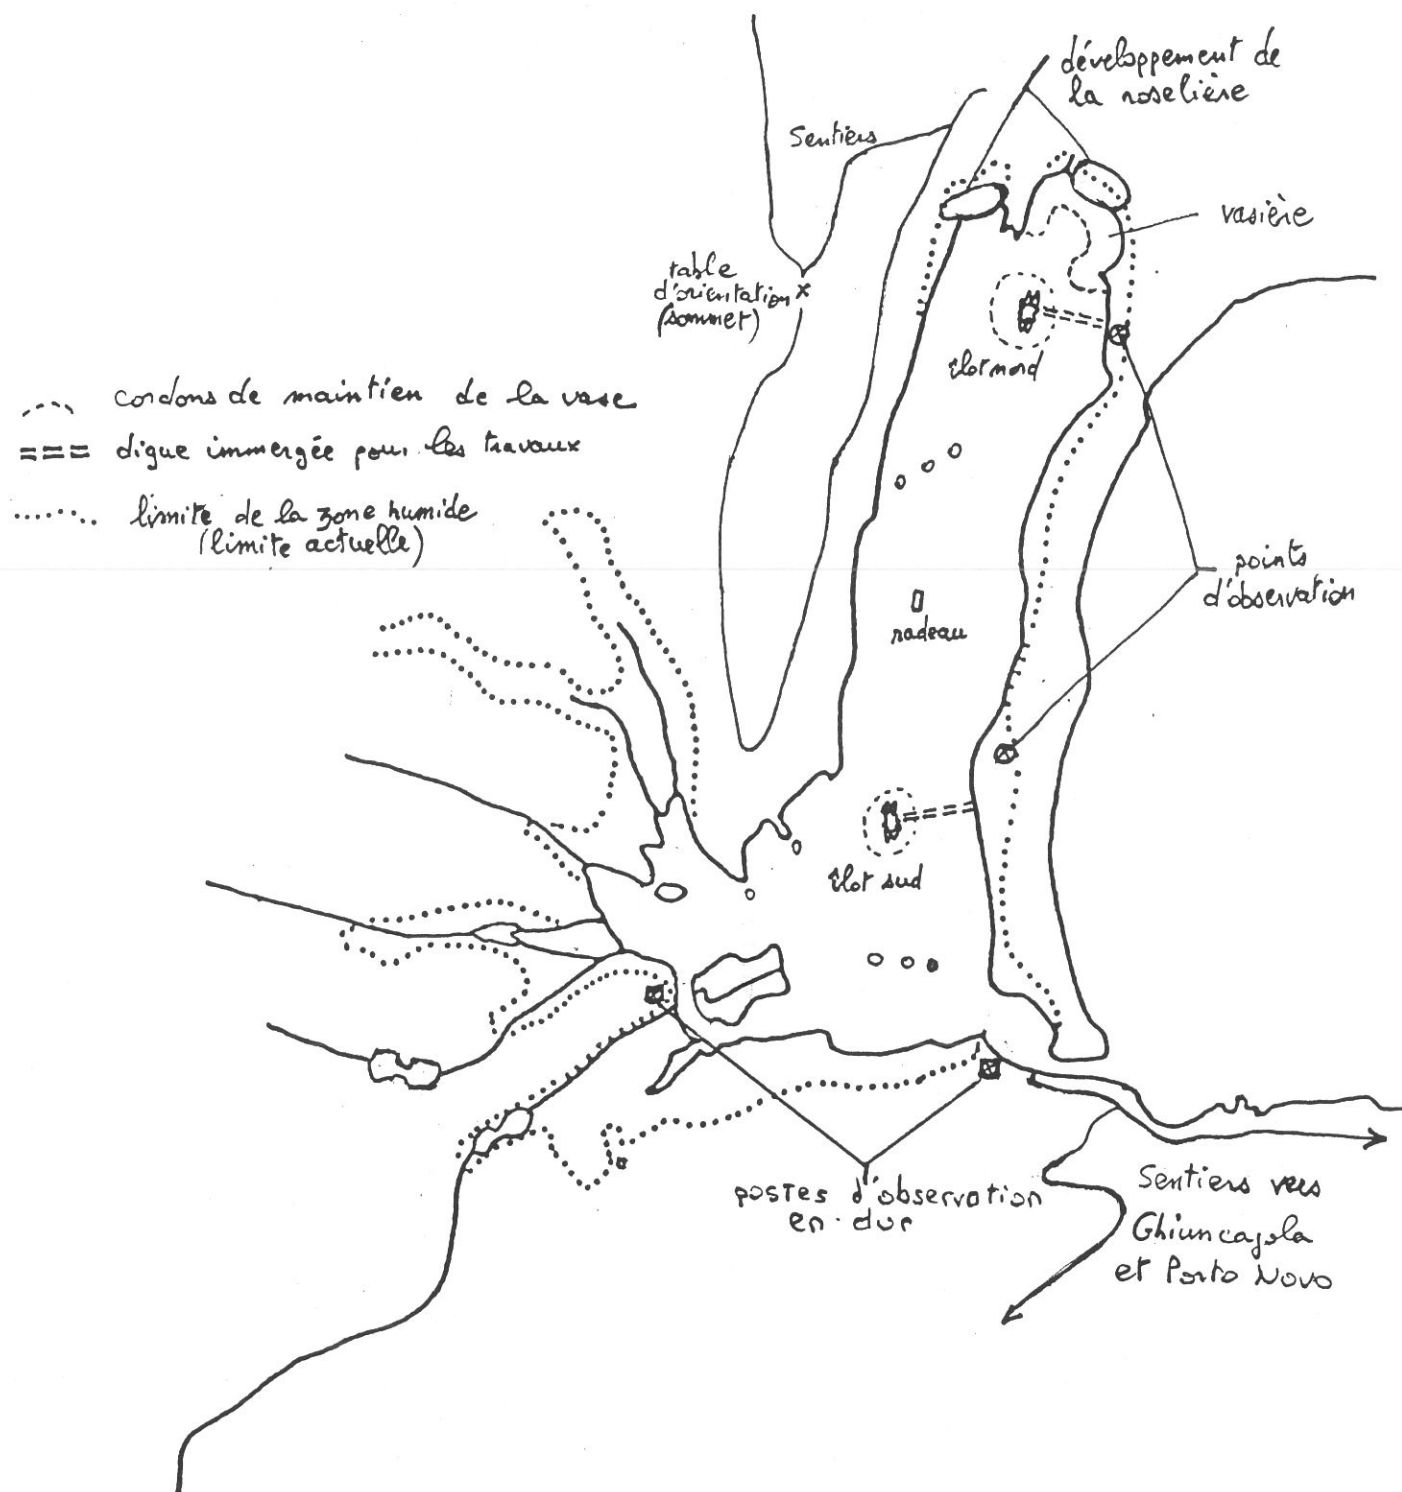 développement de
la roselière
Sentiers
vasière
table
d'orientation x
(sommet)
îlot nord
cordons de maintien de la vase
digue immergée pour les travaux
limite de la zone humide
(limite actuelle)
points
d'observation
radeau
îlot sud
postes d'observation
en dur
Sentiers vers
Ghiuncagola
et Porto Novo